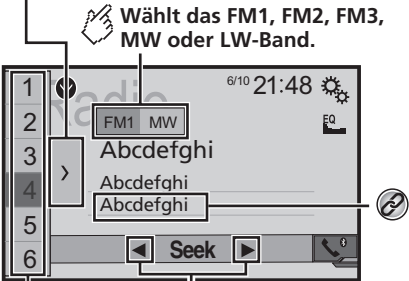 Wählt das FM1, FM2, FM3,
MW oder LW-Band.
Radio
6/10 21:48
1
2
3
4
5
6
FM1 MW
EQ
Abcdefghi
Abcdefghi
Abcdefghi
Seek